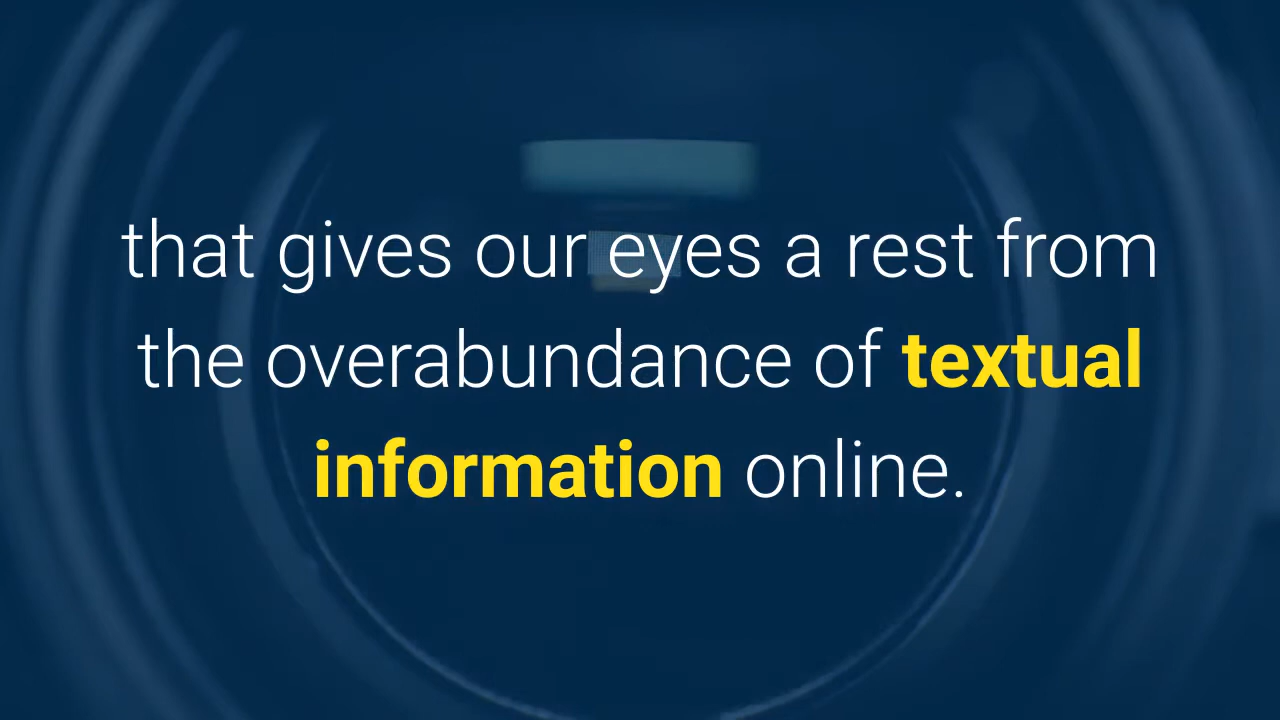 that gives our eyes a rest from
the overabundance of textual
information online.